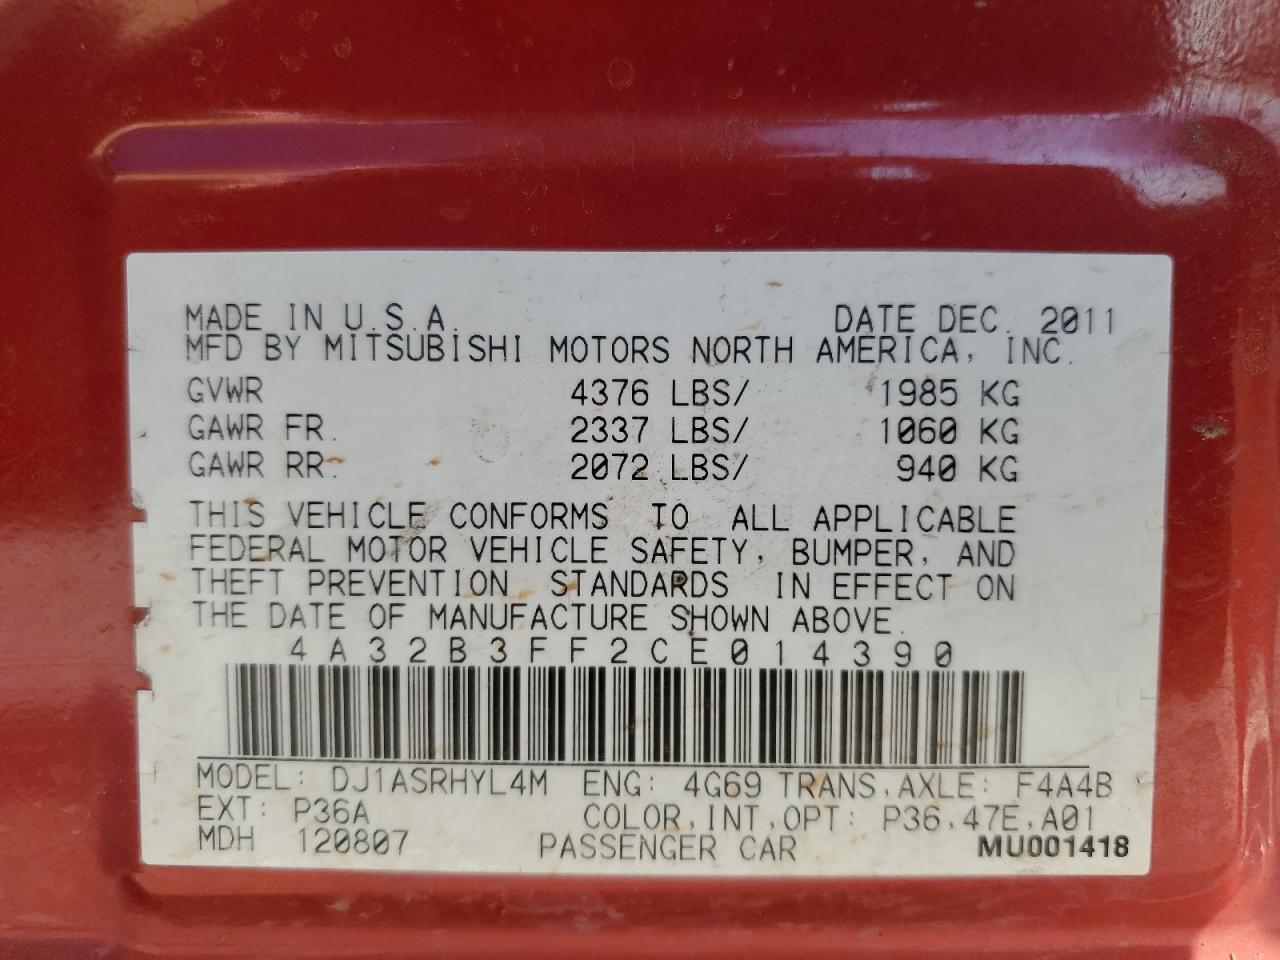 MADE IN U.S.A. DATE DEC. 2011
MFD BY MITSUBISHI MOTORS NORTH AMERICA, INC.
GVWR 4376 LBS/ 1985 KG
GAWR FR. 2337 LBS/ 1060 KG
GAWR RR. 2072 LBS/ 940 KG
THIS VEHICLE CONFORMS TO ALL APPLICABLE
FEDERAL MOTOR VEHICLE SAFETY, BUMPER, AND
THEFT PREVENTION STANDARDS IN EFFECT ON
THE DATE OF MANUFACTURE SHOWN ABOVE.
4A32B3FF2CE014390
MODEL: DJ1ASRHYL4M ENG: 4G69 TRANS.AXLE: F4A4B
EXT: P36A COLOR,INT,OPT: P36,47E,A01
MDH 120807 PASSENGER CAR MU001418